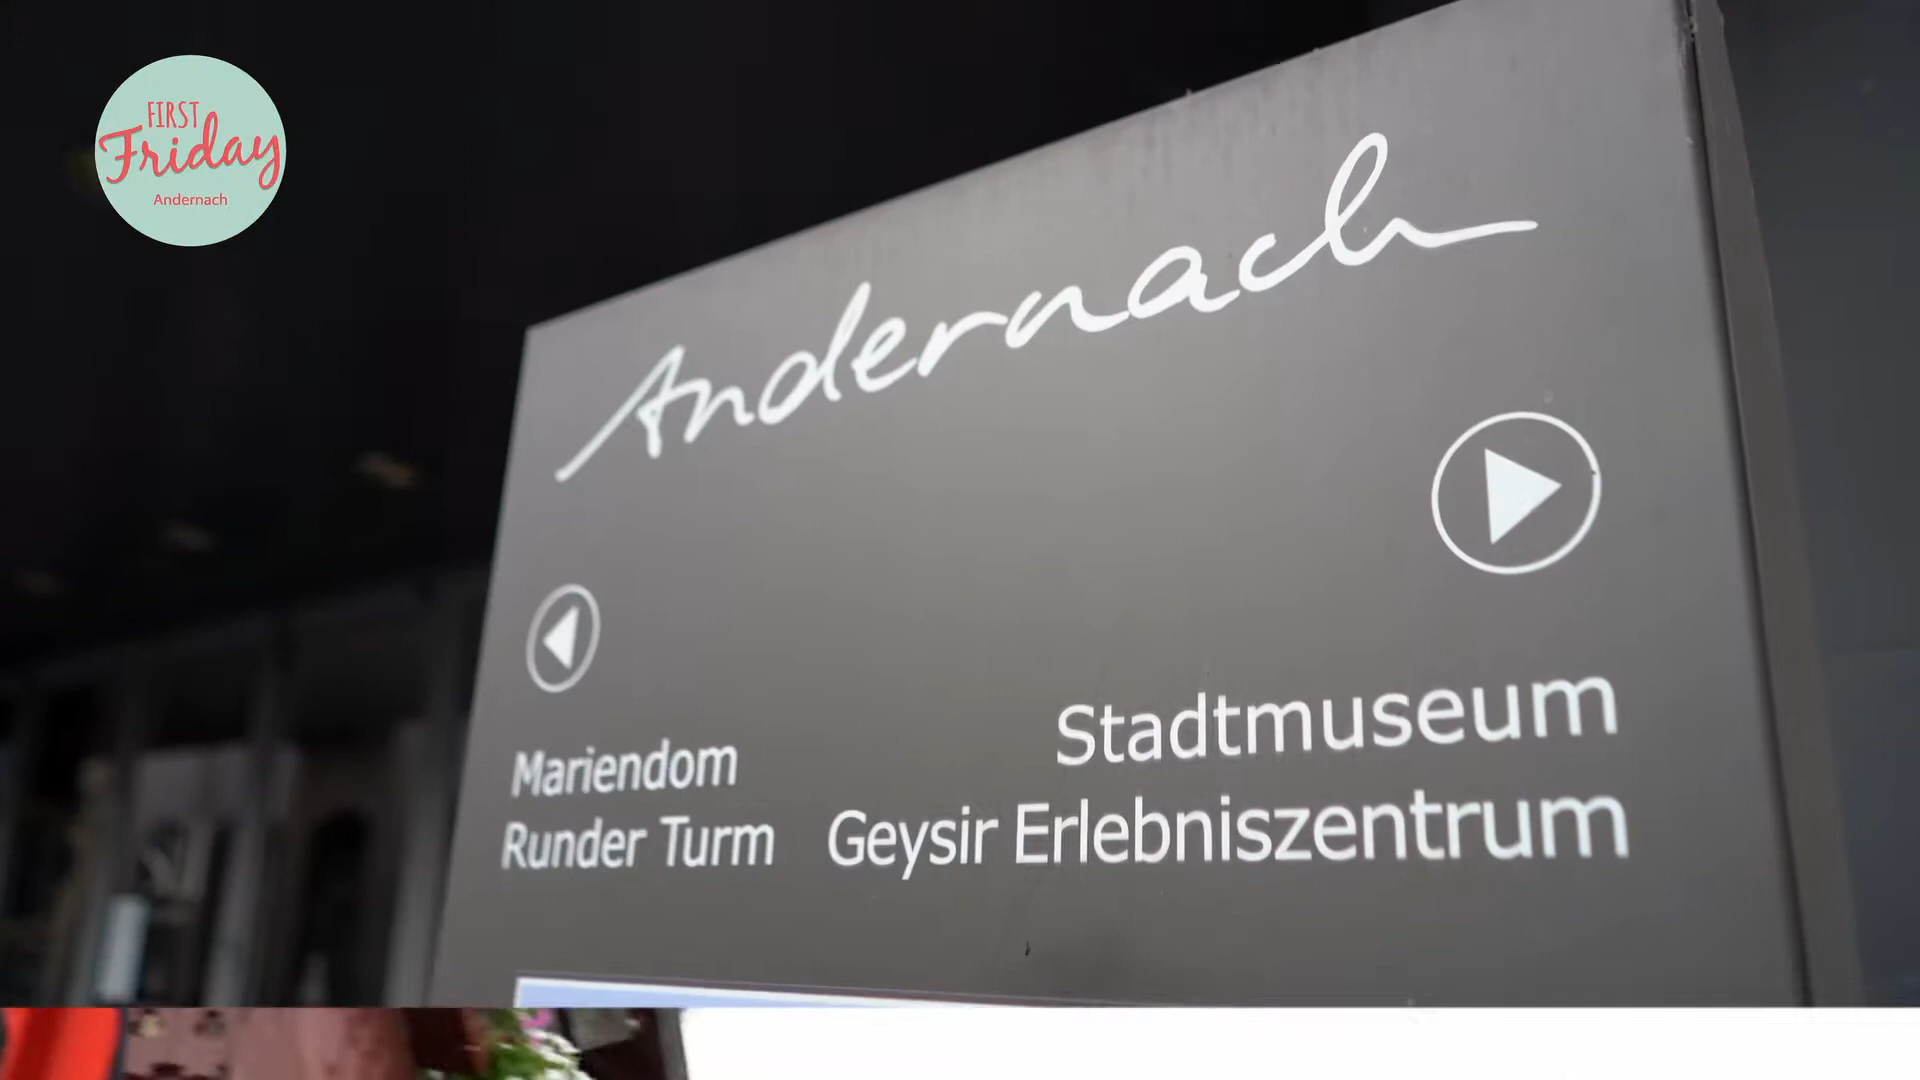 FIRST
Friday
Andernach
Andernach
Mariendom
Runder Turm
Stadtmuseum
Geysir Erlebniszentrum